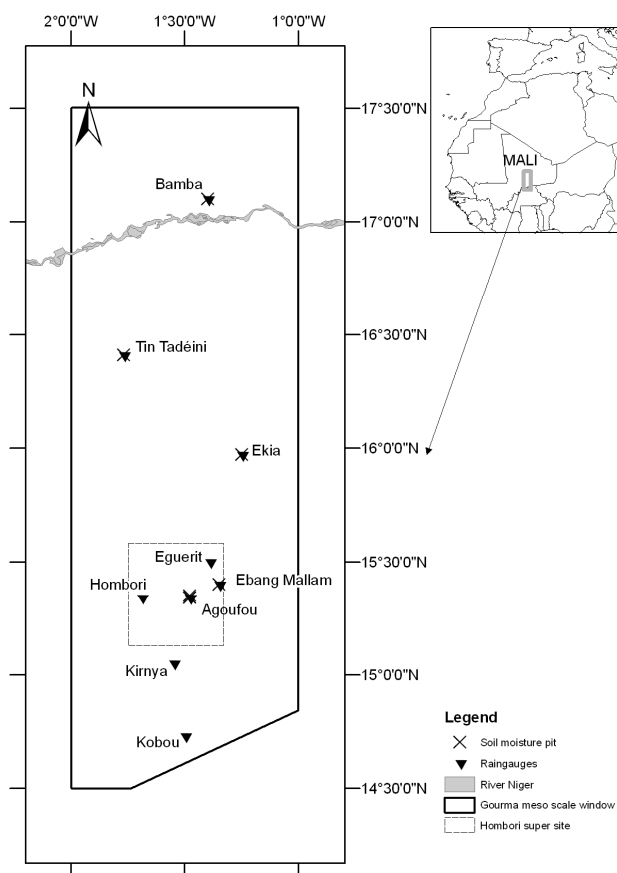 2°0'0"W 1°30'0"W 1°0'0"W
N
17°30'0"N
MALI
Bamba
17°0'0"N
16°30'0"N
Tin Tadéini
16°0'0"N
Ekia
15°30'0"N
Eguerit
Hombori
Ebang Mallam
Agoufou
15°0'0"N
Kirnya
Kobou
14°30'0"N
Legend
Soil moisture pit
Raingauges
River Niger
Gourma meso scale window
Hombori super site